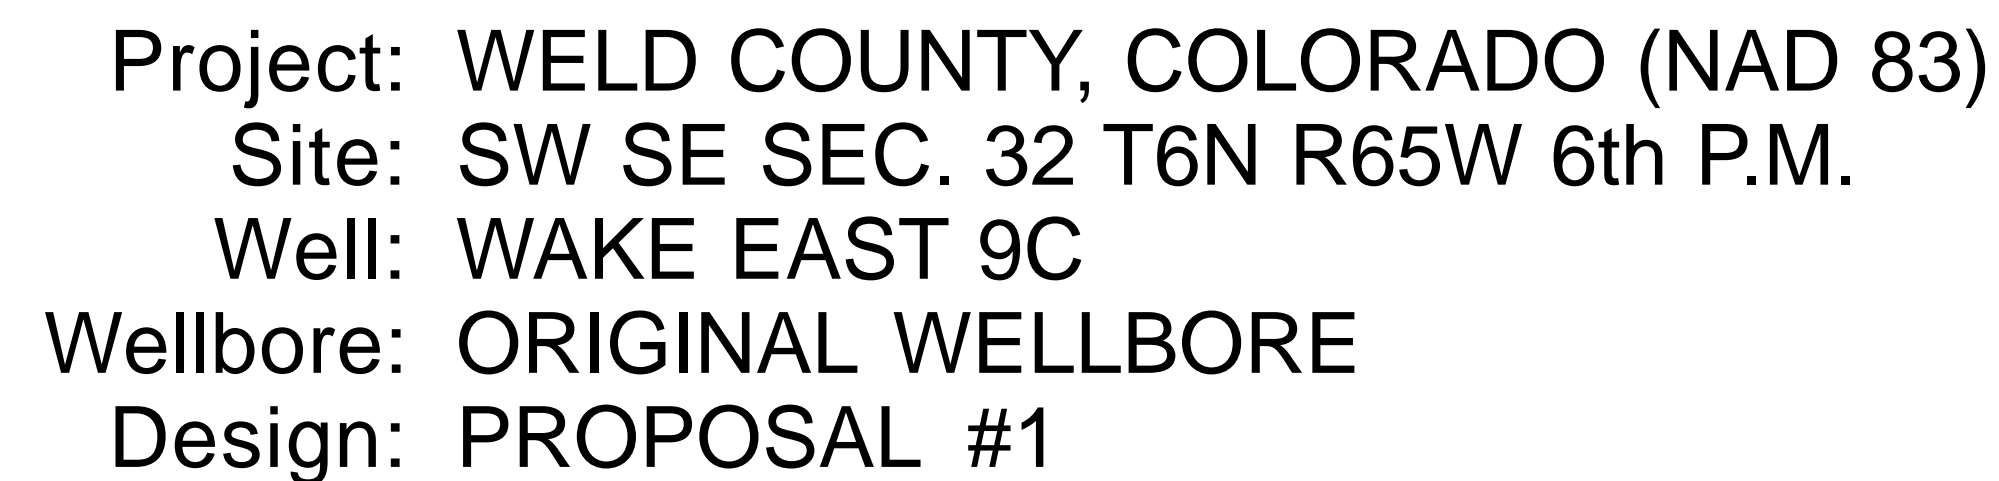 Project: WELD COUNTY, COLORADO (NAD 83)
Site: SW SE SEC. 32 T6N R65W 6th P.M.
Well: WAKE EAST 9C
Wellbore: ORIGINAL WELLBORE
Design: PROPOSAL #1